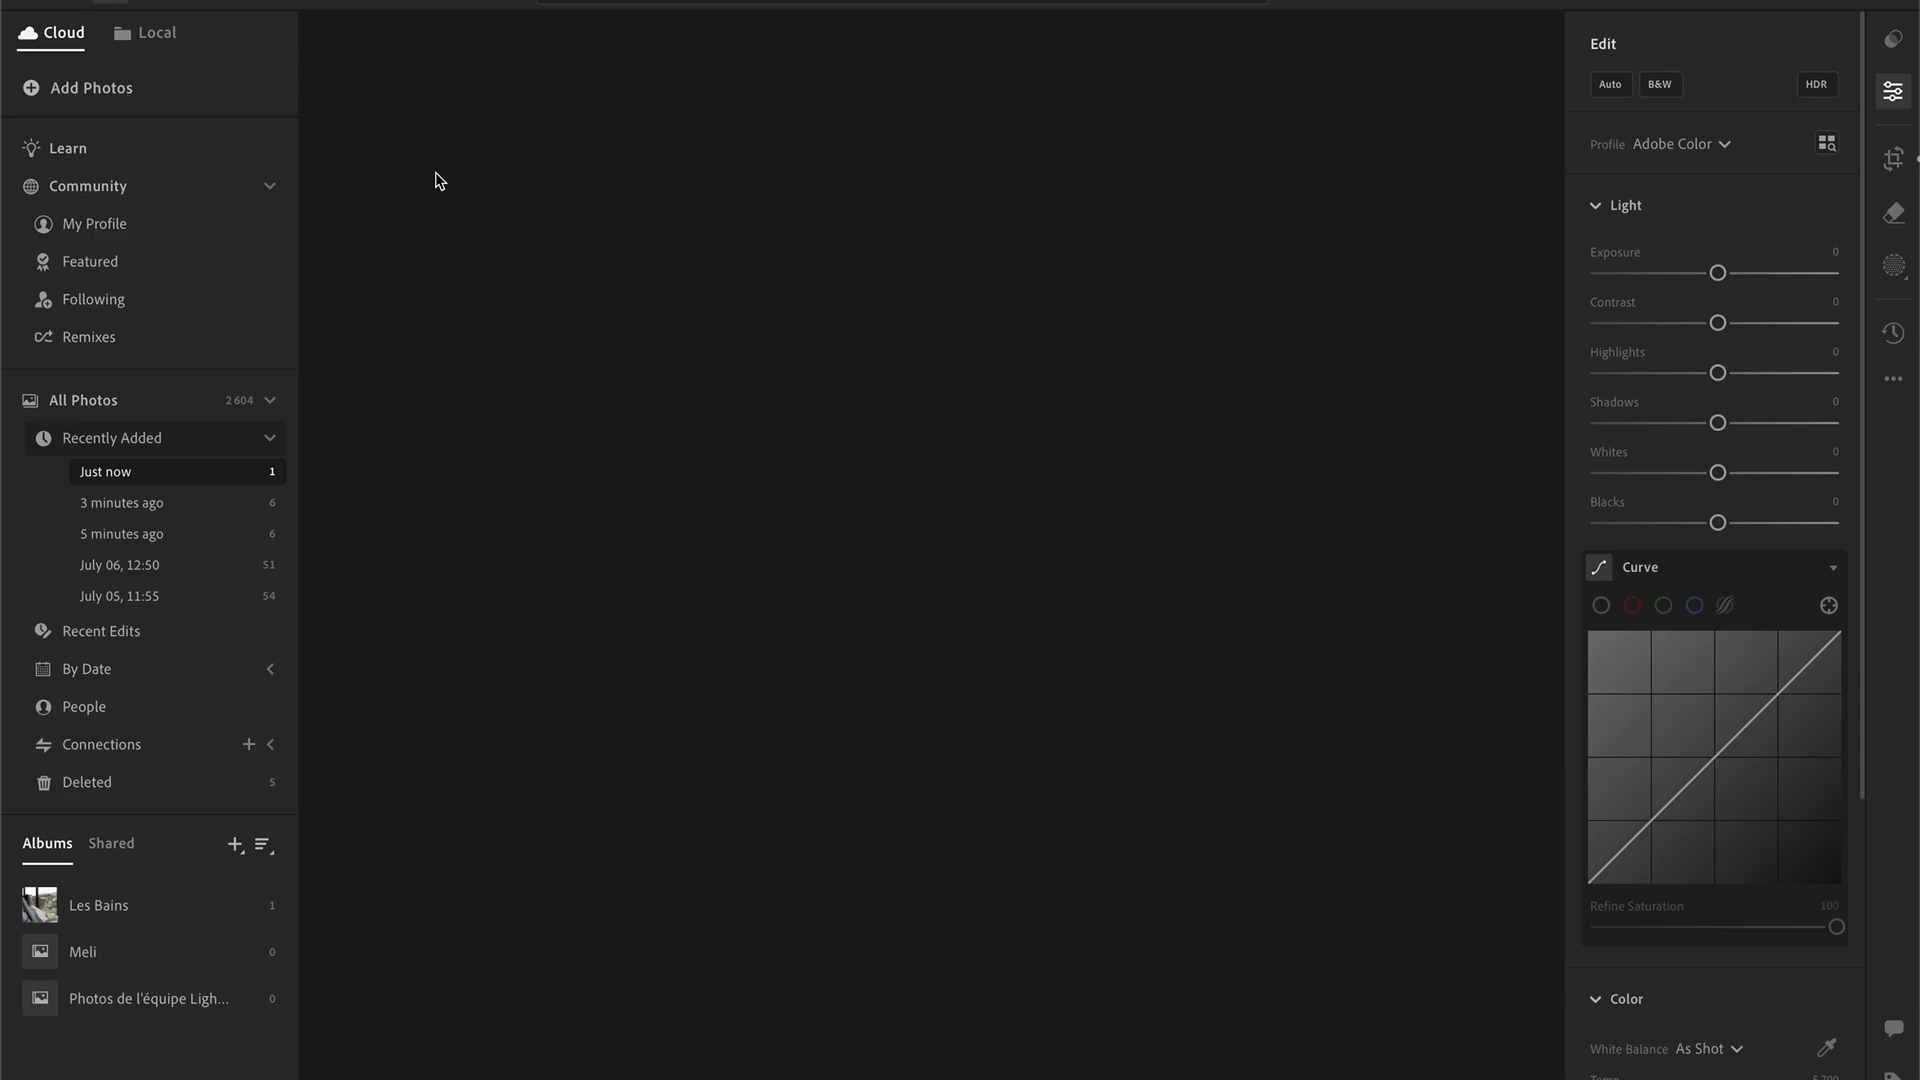 Cloud
Local
Add Photos
Learn
Community
My Profile
Featured
Following
Remixes
All Photos 2 604
Recently Added
Just now 1
3 minutes ago 6
5 minutes ago 6
July 06, 12:50 51
July 05, 11:55 54
Recent Edits
By Date
People
Connections
Deleted 5
Albums Shared
Les Bains 1
Meli 0
Photos de l'équipe Ligh... 0
Edit
Auto B&W HDR
Profile Adobe Color
Light
Exposure 0
Contrast 0
Highlights 0
Shadows 0
Whites 0
Blacks 0
Curve
Refine Saturation 100
Color
White Balance As Shot